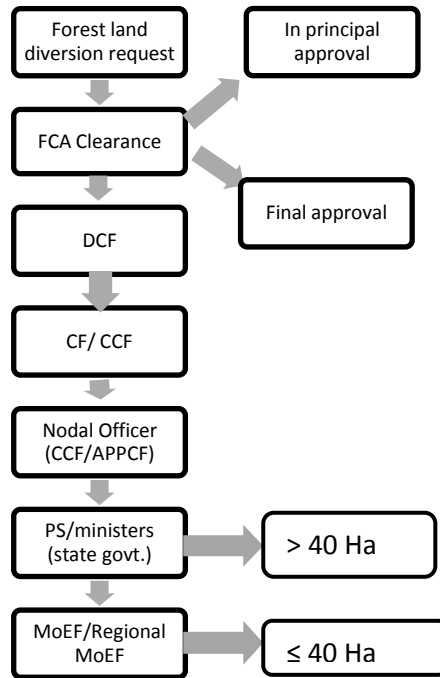 Forest land
diversion request
In principal
approval
FCA Clearance
Final approval
DCF
CF/ CCF
Nodal Officer
(CCF/APPCF)
PS/ministers
(state govt.)
> 40 Ha
MoEF/Regional
MoEF
≤ 40 Ha